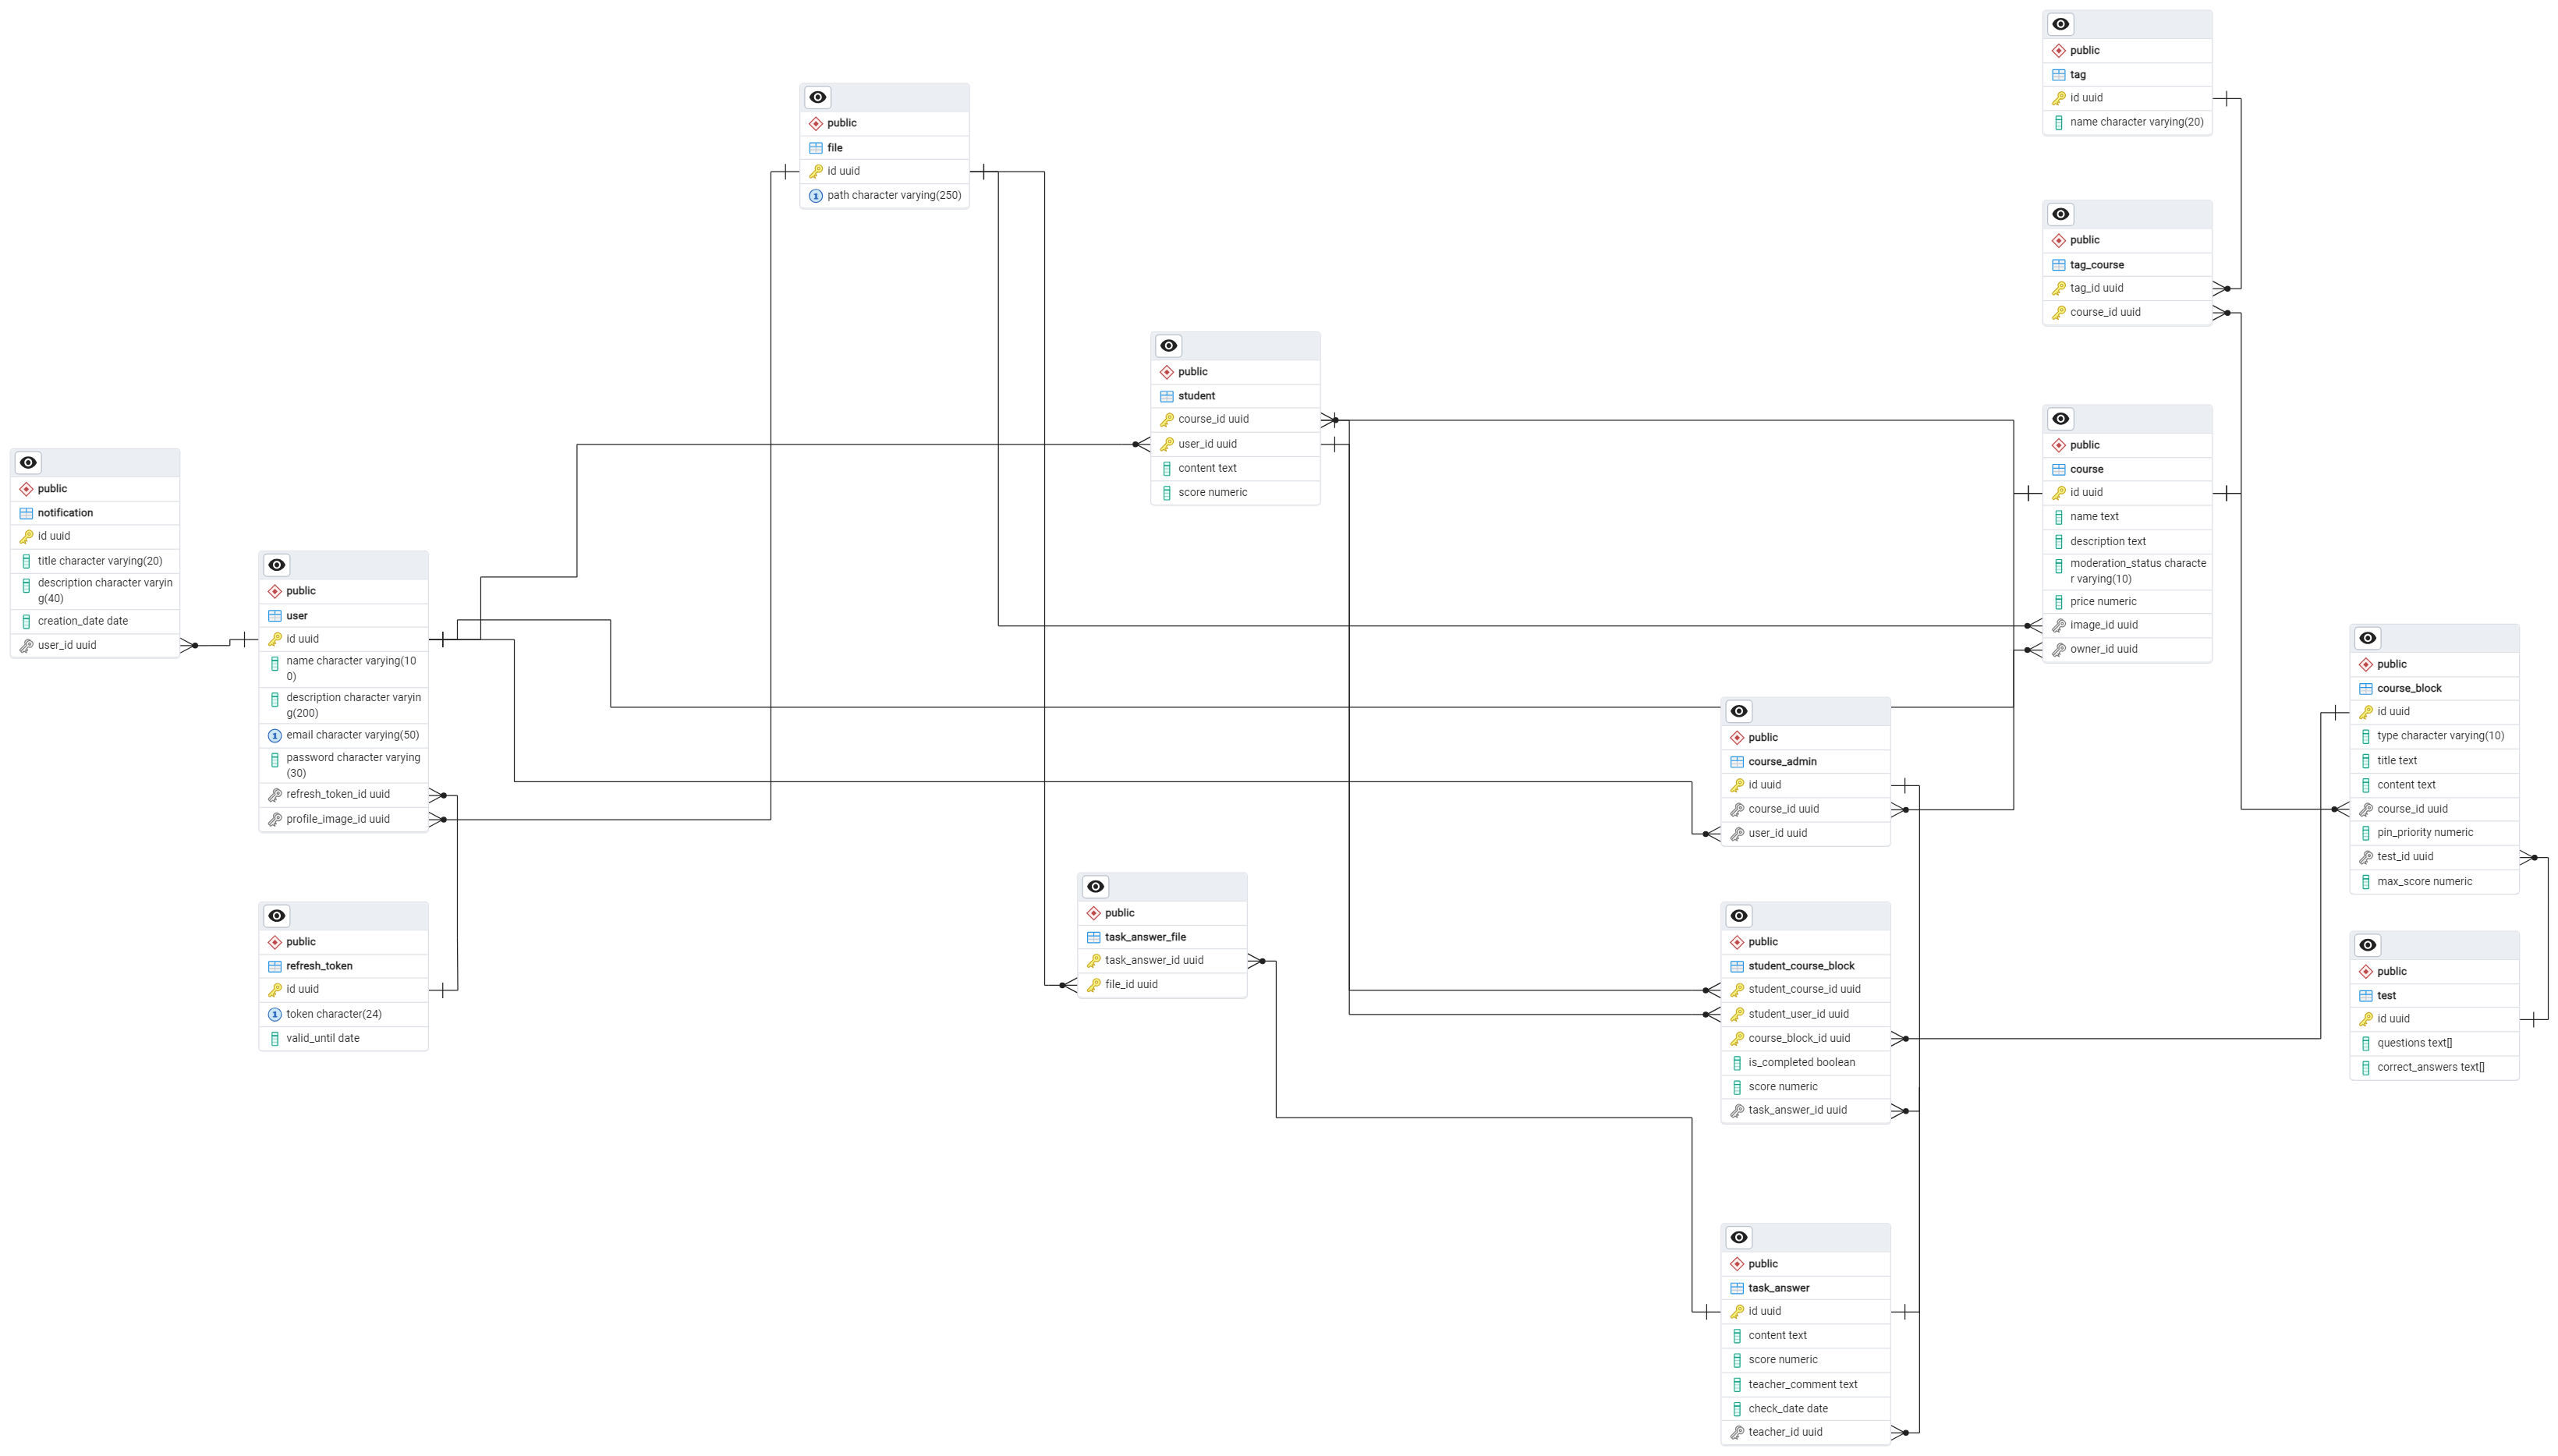 public
tag
id uuid
name character varying(20)
public
file
id uuid
path character varying(250)
public
tag_course
tag_id uuid
course_id uuid
public
student
course_id uuid
user_id uuid
content text
score numeric
public
course
id uuid
name text
description text
moderation_status characte
r varying(10)
price numeric
image_id uuid
owner_id uuid
public
notification
id uuid
title character varying(20)
description character varyin
g(40)
creation_date date
user_id uuid
public
user
id uuid
name character varying(10
0)
description character varyin
g(200)
1 email character varying(50)
password character varying
(30)
refresh_token_id uuid
profile_image_id uuid
public
course_block
id uuid
type character varying(10)
title text
content text
course_id uuid
pin_priority numeric
test_id uuid
max_score numeric
public
course_admin
id uuid
course_id uuid
user_id uuid
public
task_answer_file
task_answer_id uuid
file_id uuid
public
refresh_token
id uuid
1 token character(24)
valid_until date
public
student_course_block
student_course_id uuid
student_user_id uuid
course_block_id uuid
is_completed boolean
score numeric
task_answer_id uuid
public
test
id uuid
questions text[]
correct_answers text[]
public
task_answer
id uuid
content text
score numeric
teacher_comment text
check_date date
teacher_id uuid